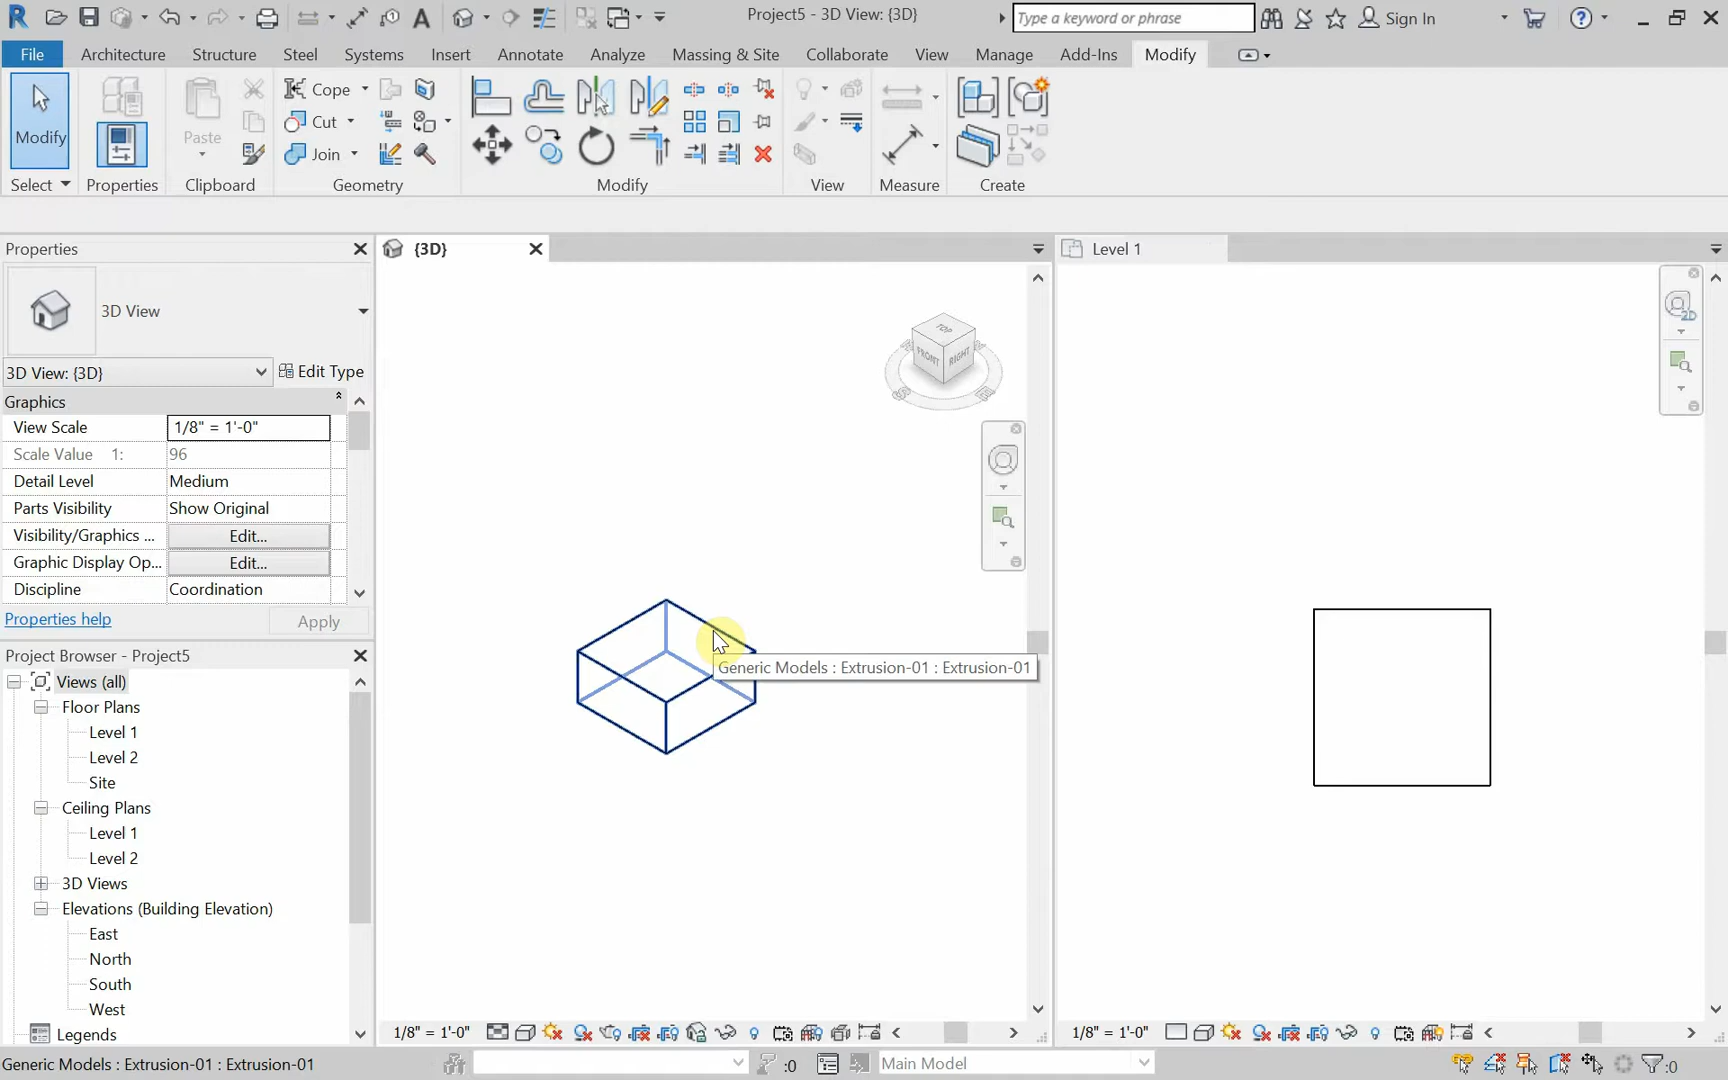 Project5 - 3D View: {3D}
Type a keyword or phrase
Sign In
File
Architecture
Structure
Steel
Systems
Insert
Annotate
Analyze
Massing & Site
Collaborate
View
Manage
Add-Ins
Modify
Modify
Paste
Cope
Cut
Join
Select
Properties
Clipboard
Geometry
Modify
View
Measure
Create
Properties
3D View
3D View: {3D}
Edit Type
Graphics
View Scale 1/8" = 1'-0"
Scale Value 1: 96
Detail Level Medium
Parts Visibility Show Original
Visibility/Graphics ... Edit...
Graphic Display Op... Edit...
Discipline Coordination
Properties help
Apply
Project Browser - Project5
Views (all)
Floor Plans
Level 1
Level 2
Site
Ceiling Plans
Level 1
Level 2
3D Views
Elevations (Building Elevation)
East
North
South
West
Legends
{3D}
TOP
FRONT
RIGHT
Generic Models : Extrusion-01 : Extrusion-01
1/8" = 1'-0"
Level 1
2D
1/8" = 1'-0"
Generic Models : Extrusion-01 : Extrusion-01
:0
Main Model
:0